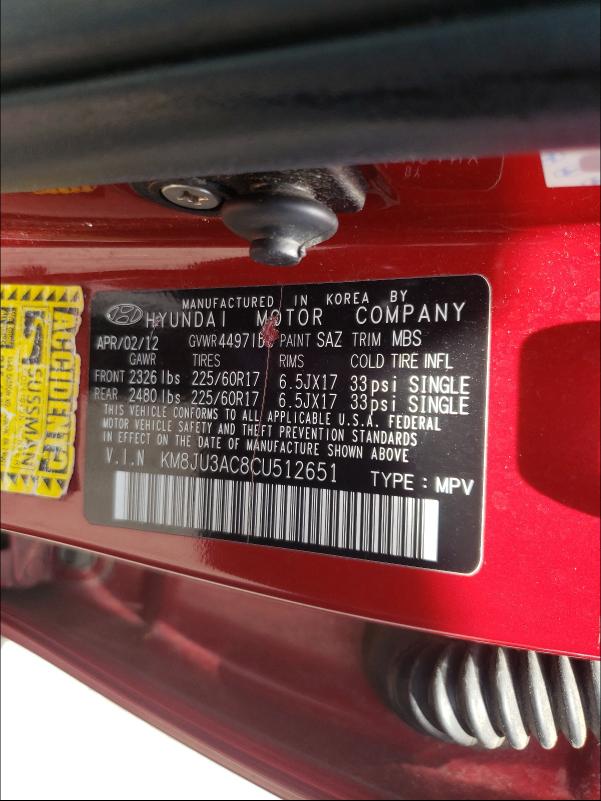 MANUFACTURED IN KOREA BY
HYUNDAI MOTOR COMPANY
APR/02/12 GVWR 4497lbs PAINT SAZ TRIM MBS
GAWR TIRES RIMS COLD TIRE INFL
FRONT 2326 lbs 225/60R17 6.5JX17 33psi SINGLE
REAR 2480 lbs 225/60R17 6.5JX17 33psi SINGLE
THIS VEHICLE CONFORMS TO ALL APPLICABLE U.S.A. FEDERAL
MOTOR VEHICLE SAFETY AND THEFT PREVENTION STANDARDS
IN EFFECT ON THE DATE OF MANUFACTURE SHOWN ABOVE
V.I.N KM8JU3AC8CU512651 TYPE : MPV
ACCIDENT?
SUSSMAN